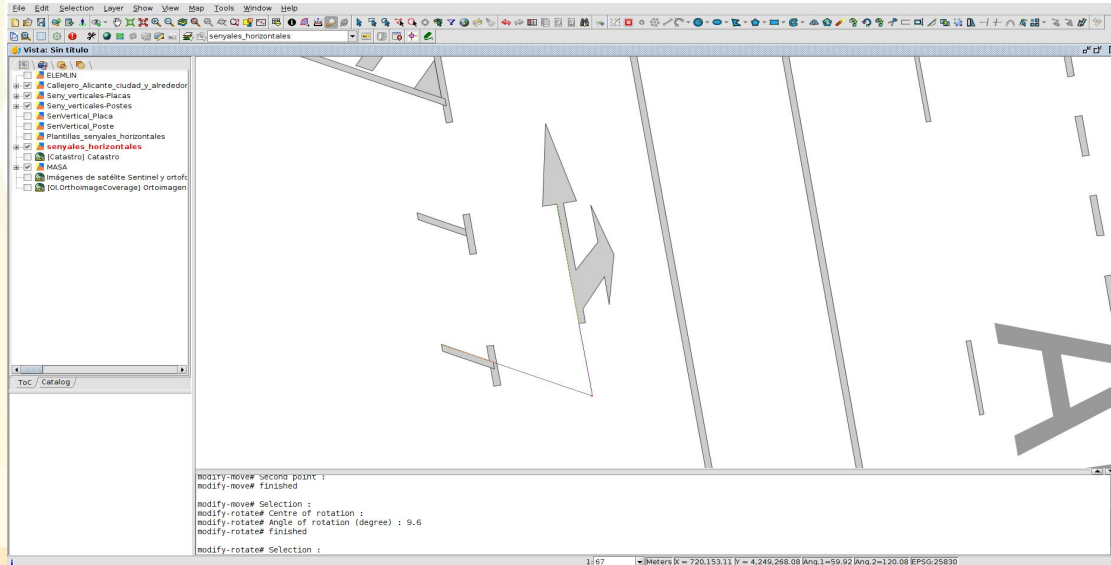 File Edit Selection Layer Show View Map Tools Window Help
senyales_horizontales
Vista: Sin título
ELEMLIN
Callejero_Alicante_ciudad_y_alrededor
Seny_verticales-Placas
Seny_verticales-Postes
SenVertical_Placa
SenVertical_Poste
Plantillas_senyales_horizontales
senyales_horizontales
[Catastro] Catastro
MASA
Imágenes de satélite Sentinel y ortofo
[OI.OrthoimageCoverage] Ortoimagen
ToC Catalog
A
modify-move# Second point :
modify-move# finished
modify-move# Selection :
modify-rotate# Centre of rotation :
modify-rotate# Angle of rotation (degree) : 9.6
modify-rotate# finished
modify-rotate# Selection :
1: 67 Meters X = 720,153.11 Y = 4,249,268.08 Ang.1=59.92 Ang.2=120.08 EPSG:25830